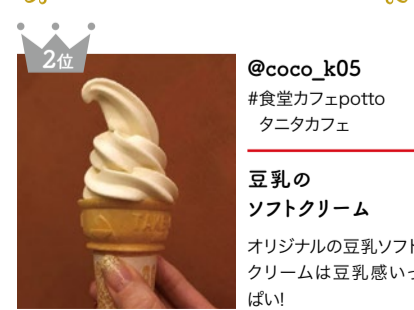 2位
@coco_k05
#食堂カフェpotto
タニタカフェ
豆乳の
ソフトクリーム
オリジナルの豆乳ソフト
クリームは豆乳感いっ
ぱい!